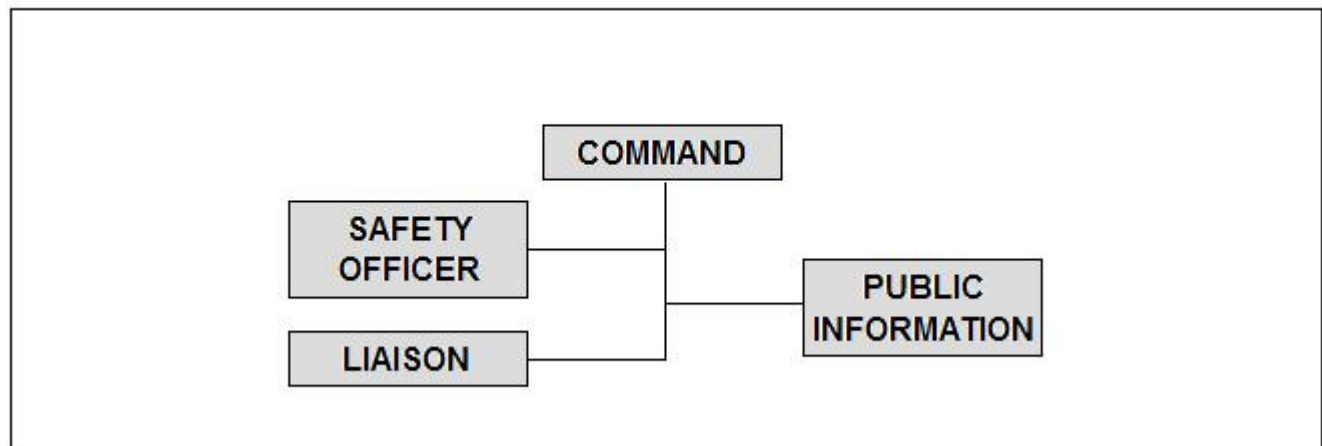 COMMAND
SAFETY
OFFICER
PUBLIC
INFORMATION
LIAISON